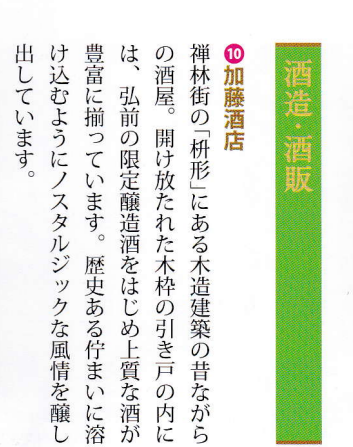 酒造・酒販
❿加藤酒店
禅林街の「枡形」にある木造建築の昔ながら
の酒屋。開け放たれた木枠の引き戸の内に
は、弘前の限定醸造酒をはじめ上質な酒が
豊富に揃っています。歴史ある佇まいに溶
け込むようにノスタルジックな風情を醸し
出しています。